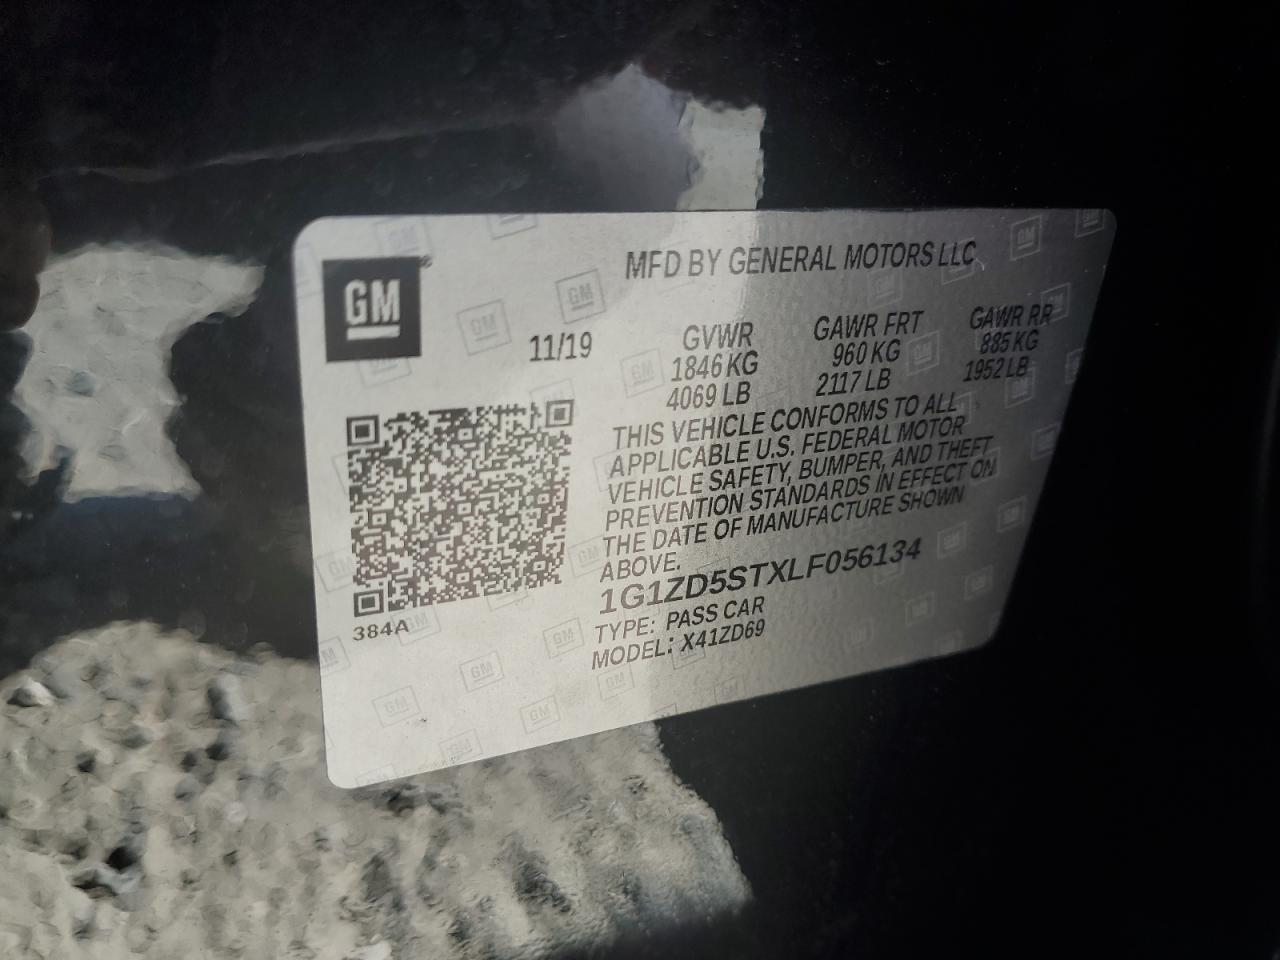 MFD BY GENERAL MOTORS LLC
GM
11/19
GVWR GAWR FRT GAWR RR
1846 KG 960 KG 885 KG
4069 LB 2117 LB 1952 LB
THIS VEHICLE CONFORMS TO ALL
APPLICABLE U.S. FEDERAL MOTOR
VEHICLE SAFETY, BUMPER, AND THEFT
PREVENTION STANDARDS IN EFFECT ON
THE DATE OF MANUFACTURE SHOWN
ABOVE.
1G1ZD5STXLF056134
TYPE: PASS CAR
MODEL: X41ZD69
384A